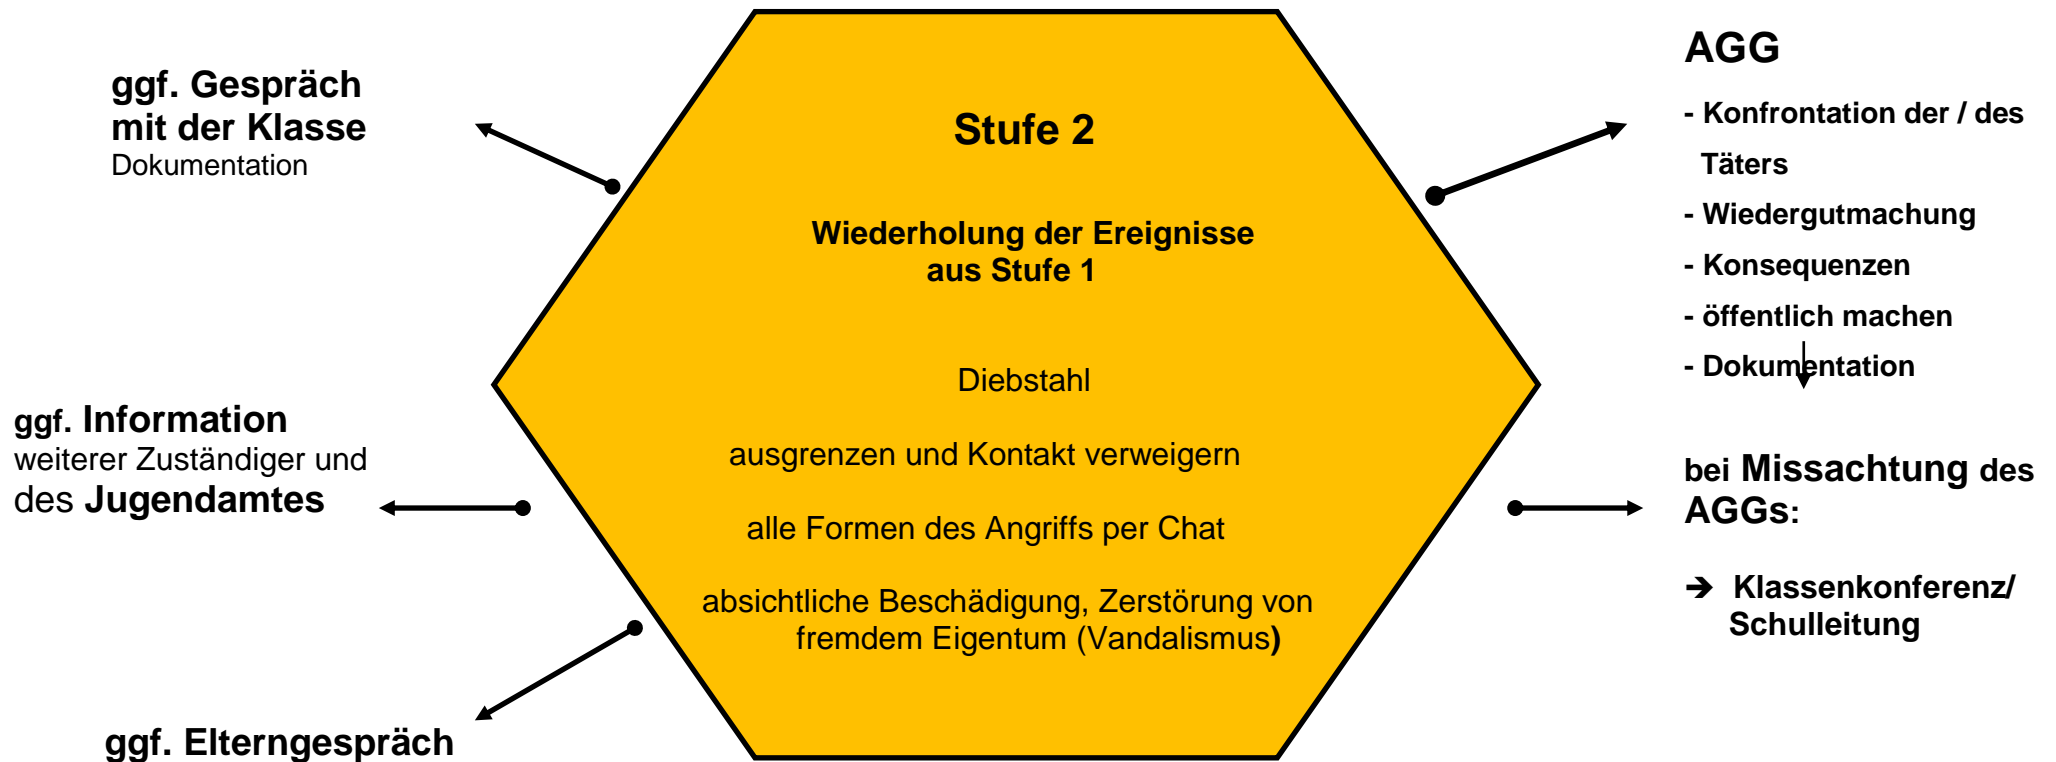 ggf. Gespräch
mit der Klasse
Dokumentation
ggf. Information
weiterer Zuständiger und
des Jugendamtes
ggf. Elterngespräch
Stufe 2
Wiederholung der Ereignisse
aus Stufe 1
Diebstahl
ausgrenzen und Kontakt verweigern
alle Formen des Angriffs per Chat
absichtliche Beschädigung, Zerstörung von
fremdem Eigentum (Vandalismus)
AGG
- Konfrontation der / des
Täters
- Wiedergutmachung
- Konsequenzen
- öffentlich machen
- Dokumentation
bei Missachtung des
AGGs:
➔ Klassenkonferenz/
Schulleitung